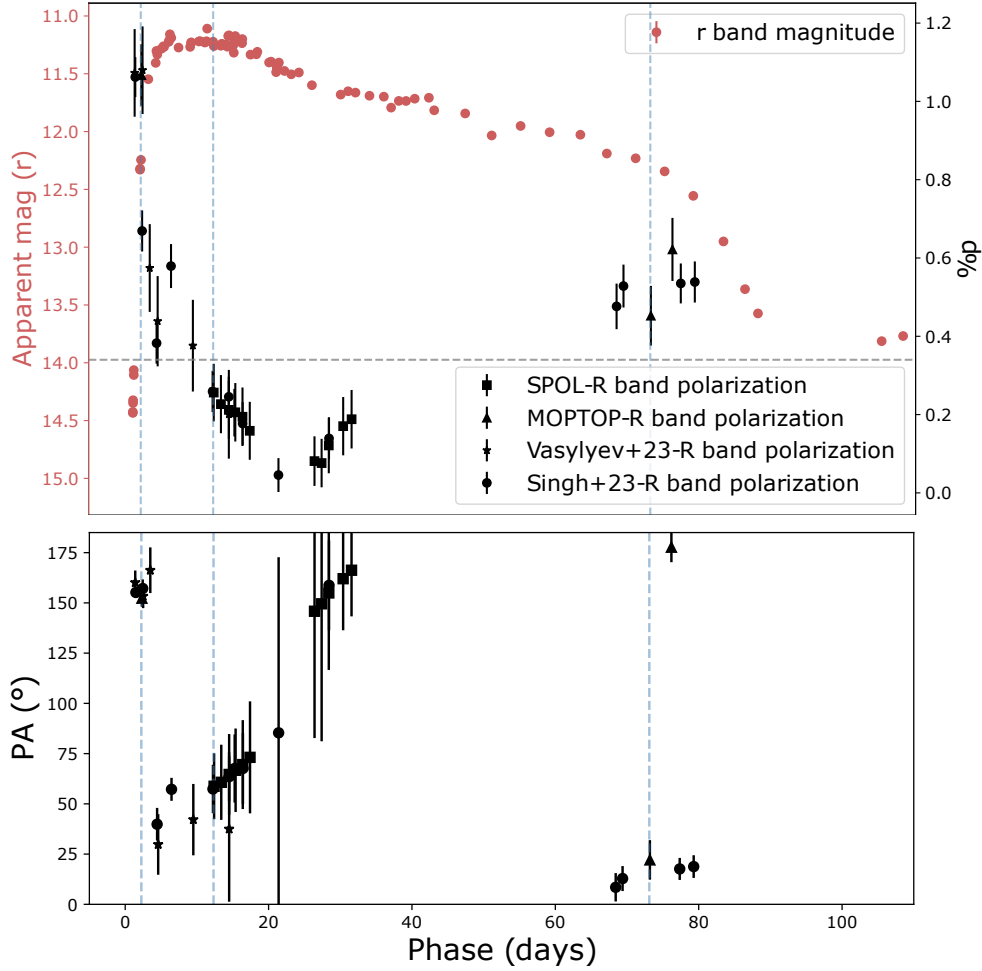 11.0
11.5
12.0
12.5
13.0
13.5
14.0
14.5
15.0
Apparent mag (r)
r band magnitude
1.2
1.0
0.8
0.6
0.4
0.2
0.0
p%
SPOL-R band polarization
MOPTOP-R band polarization
Vasylyev+23-R band polarization
Singh+23-R band polarization
175
150
125
100
75
50
25
0
PA (°)
0 20 40 60 80 100
Phase (days)